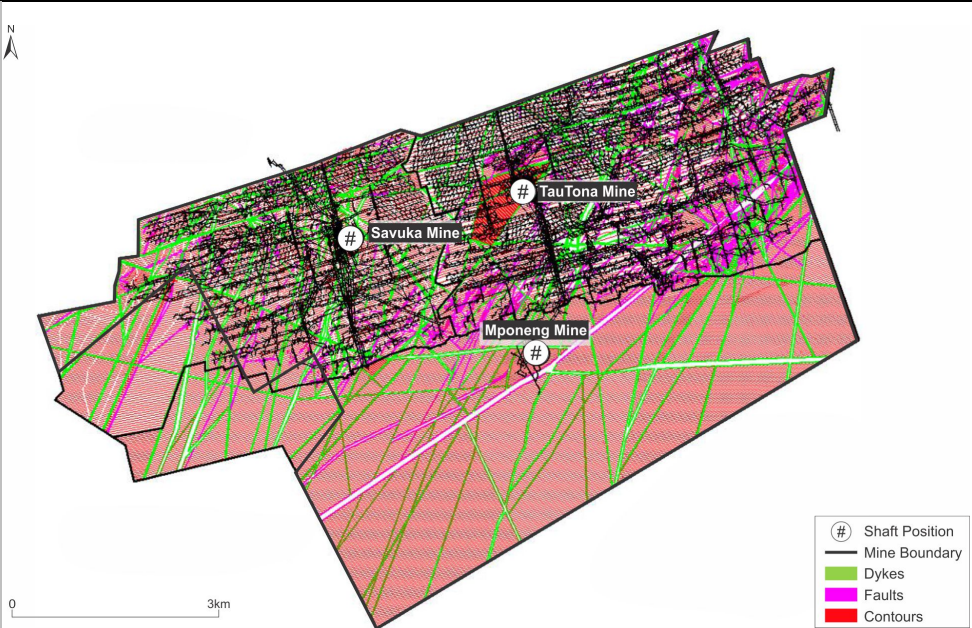 N
# TauTona Mine
# Savuka Mine
Mponeng Mine
#
# Shaft Position
Mine Boundary
Dykes
Faults
Contours
0 3km